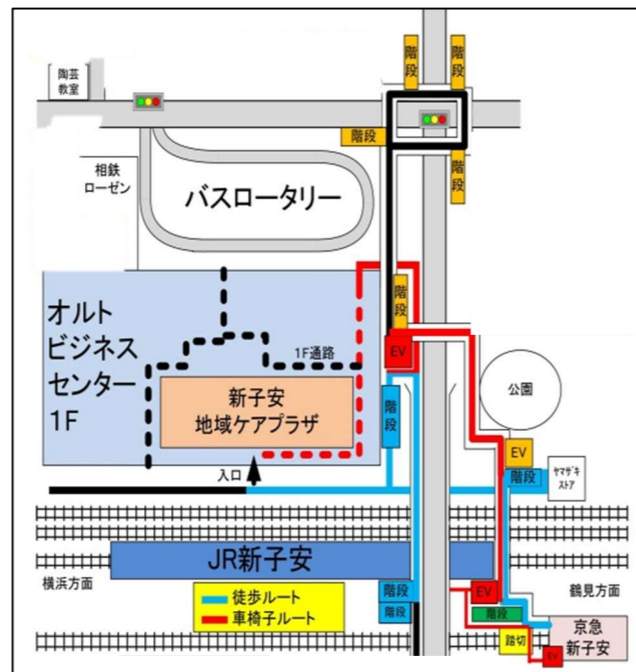 階段
階段
陶芸
教室
階段
相鉄
ローゼン
バスロータリー
階段
階段
オルト
ビジネス
センター
1F
1F通路
EV
公園
新子安
地域ケアプラザ
階段
EV
入口
階段
ヤマザキ
ストア
JR新子安
横浜方面
階段
EV
鶴見方面
徒歩ルート
車椅子ルート
階段
階段
踏切
京急
新子安
EV